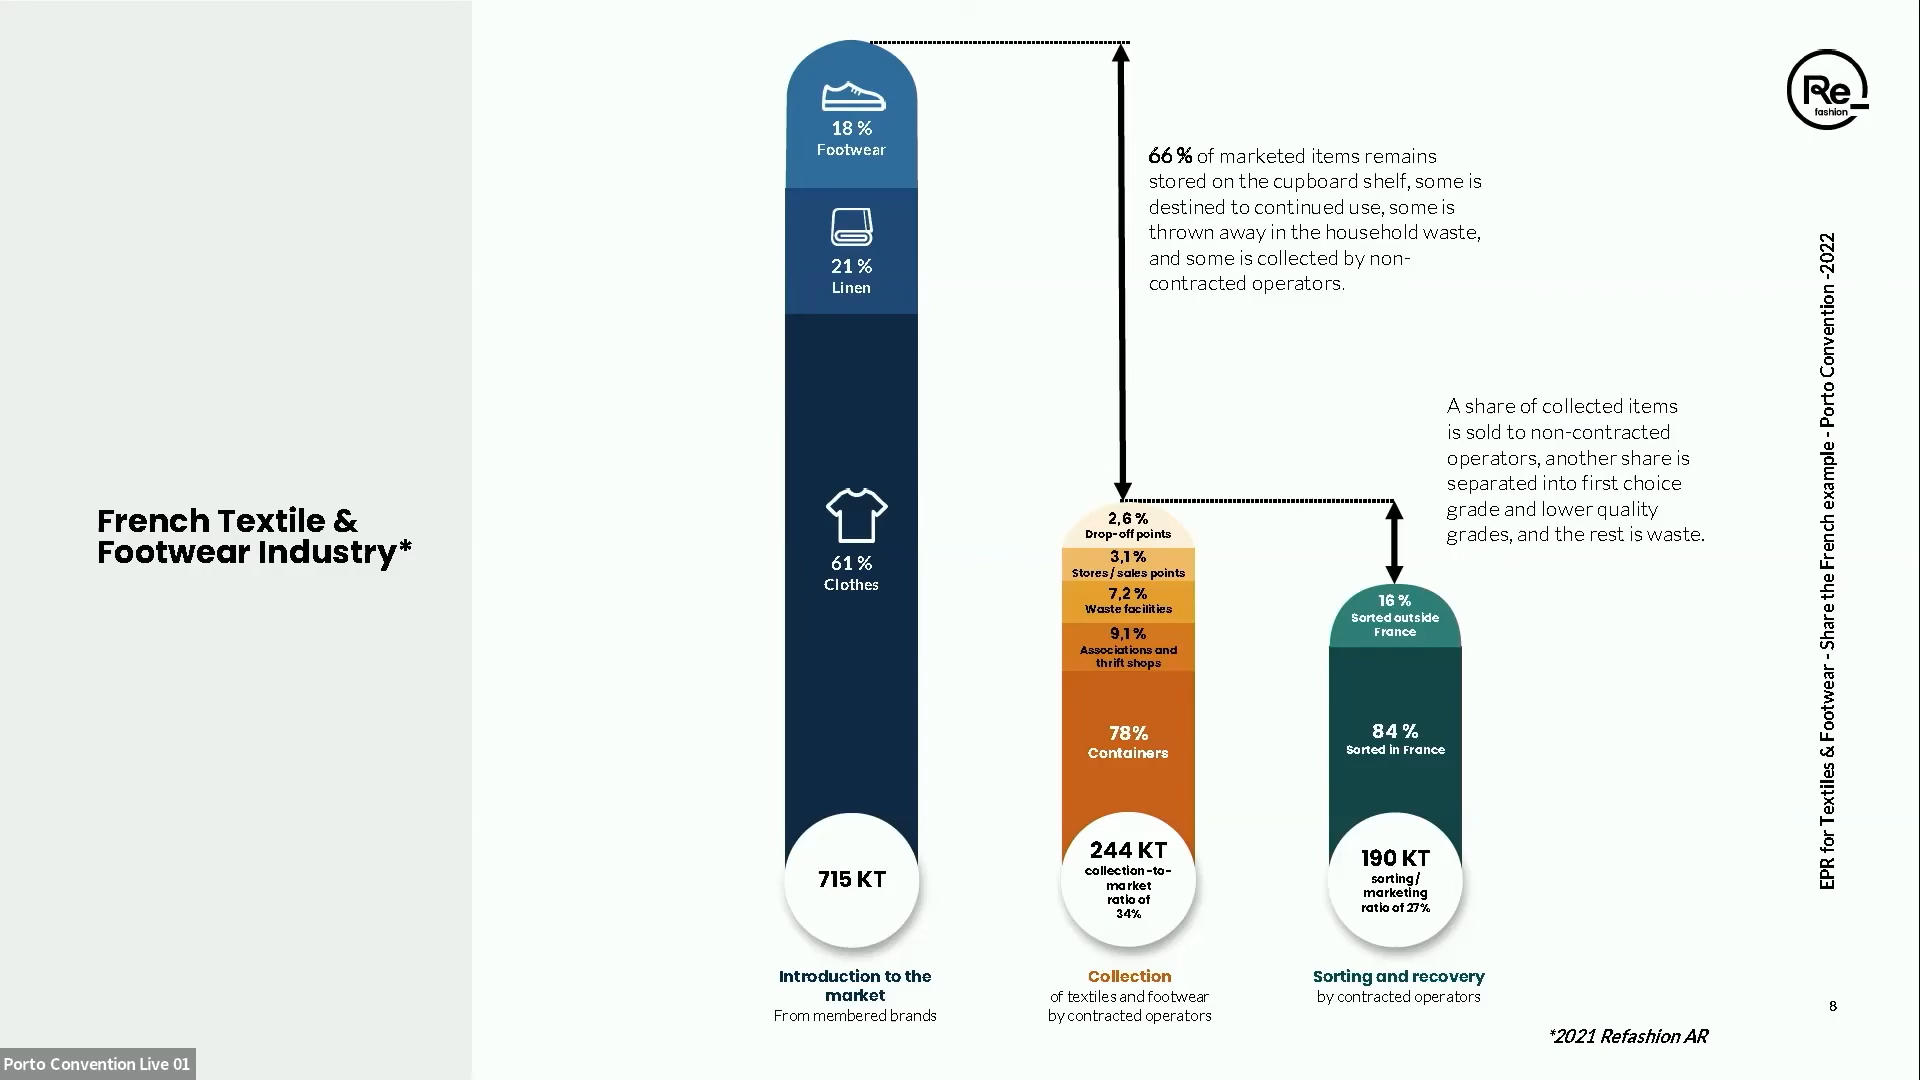 French Textile &
Footwear Industry*
18 %
Footwear
21 %
Linen
61 %
Clothes
715 KT
Introduction to the
market
From membered brands
66 % of marketed items remains
stored on the cupboard shelf, some is
destined to continued use, some is
thrown away in the household waste,
and some is collected by non-
contracted operators.
2,6 %
Drop-off points
3,1 %
Stores / sales points
7,2 %
Waste facilities
9,1 %
Associations and
thrift shops
78%
Containers
244 KT
collection-to-
market
ratio of
34%
Collection
of textiles and footwear
by contracted operators
A share of collected items
is sold to non-contracted
operators, another share is
separated into first choice
grade and lower quality
grades, and the rest is waste.
16 %
Sorted outside
France
84 %
Sorted in France
190 KT
sorting/
marketing
ratio of 27%
Sorting and recovery
by contracted operators
Re_
fashion
EPR for Textiles & Footwear - Share the French example - Porto Convention -2022
8
*2021 Refashion AR
Porto Convention Live 01